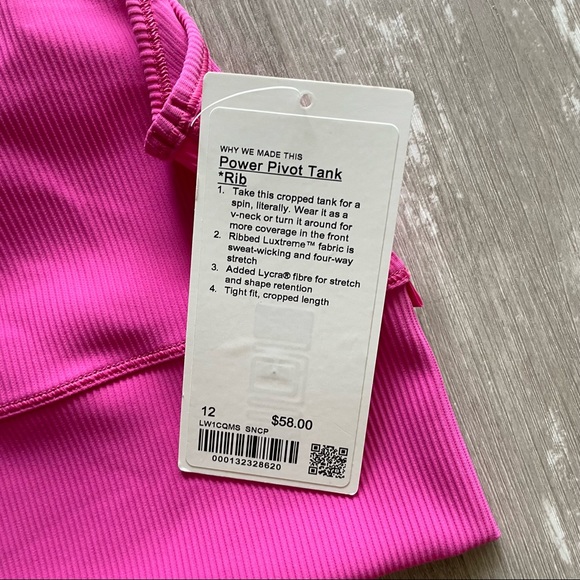 WHY WE MADE THIS
Power Pivot Tank
*Rib
1. Take this cropped tank for a
spin, literally. Wear it as a
v-neck or turn it around for
more coverage in the front
2. Ribbed Luxtreme™ fabric is
sweat-wicking and four-way
stretch
3. Added Lycra® fibre for stretch
and shape retention
4. Tight fit, cropped length
12 $58.00
LW1CQMS SNCP
000132328620